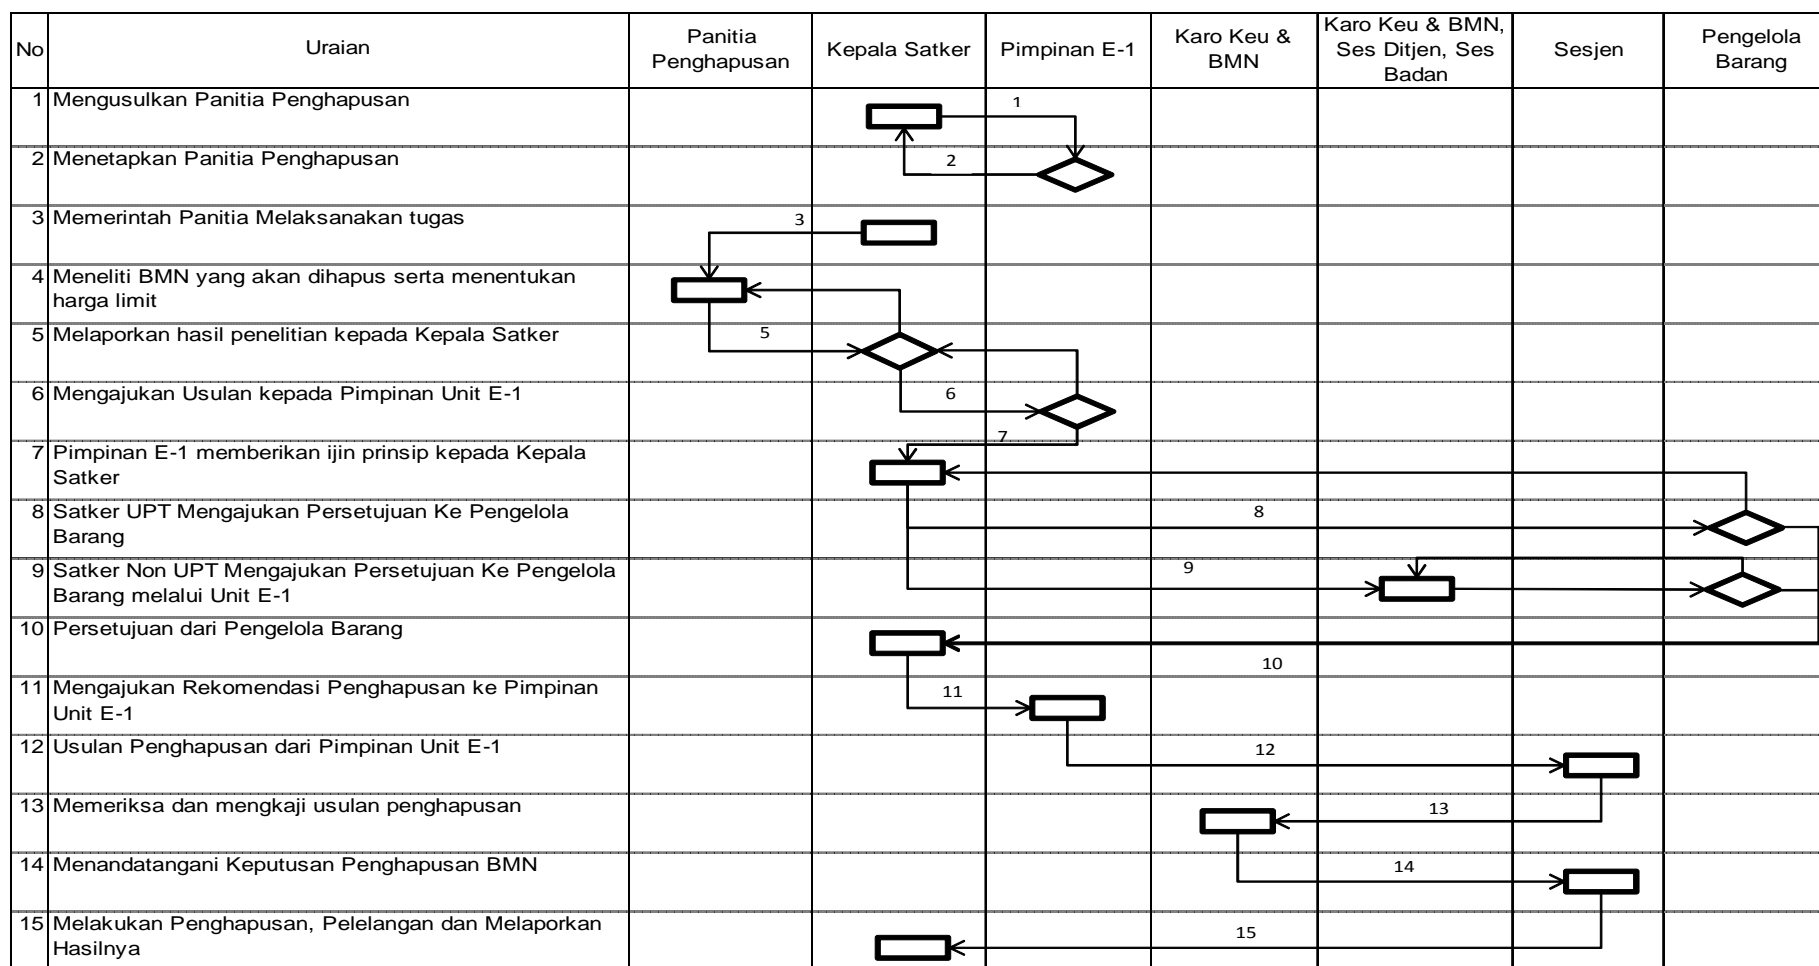 No
Uraian
Panitia
Penghapusan
Kepala Satker
Pimpinan E-1
Karo Keu &
BMN
Karo Keu & BMN,
Ses Ditjen, Ses
Badan
Sesjen
Pengelola
Barang
1 Mengusulkan Panitia Penghapusan
1
2 Menetapkan Panitia Penghapusan
2
3 Memerintah Panitia Melaksanakan tugas
3
4 Meneliti BMN yang akan dihapus serta menentukan
harga limit
5 Melaporkan hasil penelitian kepada Kepala Satker
5
6 Mengajukan Usulan kepada Pimpinan Unit E-1
6
7 Pimpinan E-1 memberikan ijin prinsip kepada Kepala
Satker
7
8 Satker UPT Mengajukan Persetujuan Ke Pengelola
Barang
8
9 Satker Non UPT Mengajukan Persetujuan Ke Pengelola
Barang melalui Unit E-1
9
10 Persetujuan dari Pengelola Barang
10
11 Mengajukan Rekomendasi Penghapusan ke Pimpinan
Unit E-1
11
12 Usulan Penghapusan dari Pimpinan Unit E-1
12
13 Memeriksa dan mengkaji usulan penghapusan
13
14 Menandatangani Keputusan Penghapusan BMN
14
15 Melakukan Penghapusan, Pelelangan dan Melaporkan
Hasilnya
15